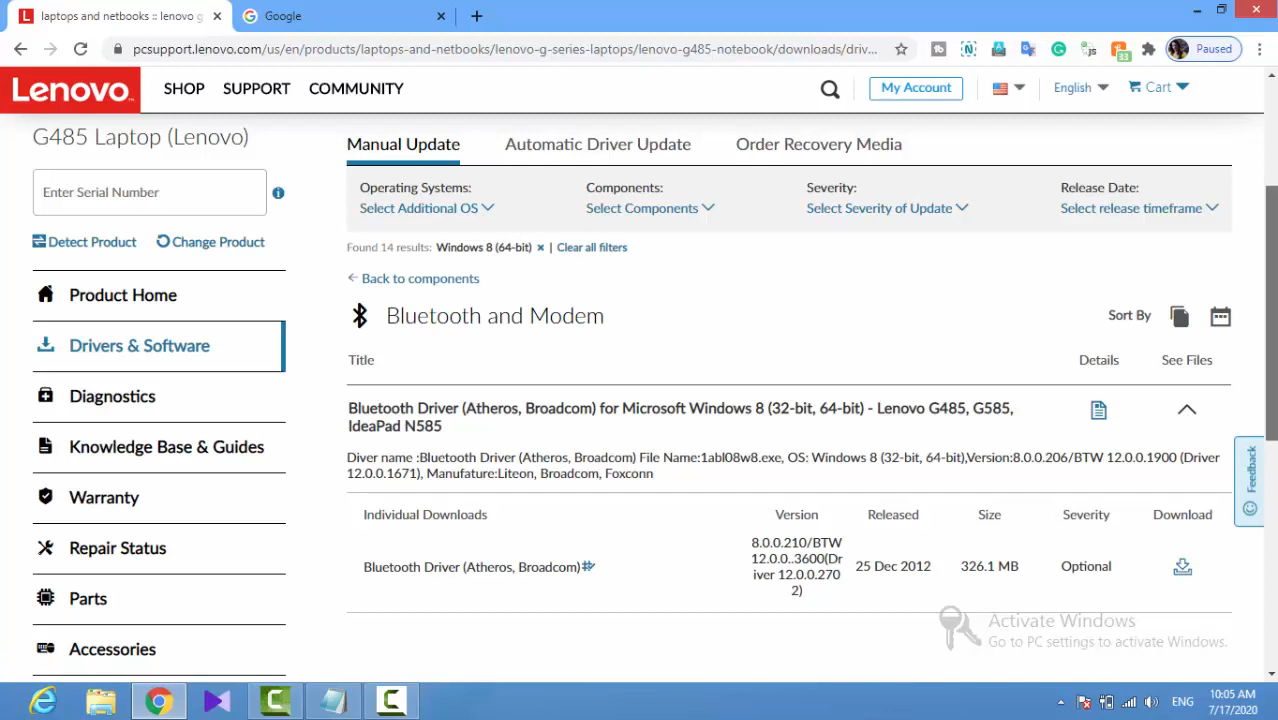 laptops and netbooks :: lenovo g
Google
pcsupport.lenovo.com/us/en/products/laptops-and-netbooks/lenovo-g-series-laptops/lenovo-g485-notebook/downloads/driv...
33
Paused
Lenovo
SHOP SUPPORT COMMUNITY
My Account
English
Cart
G485 Laptop (Lenovo)
Enter Serial Number
Detect Product
Change Product
Product Home
Drivers & Software
Diagnostics
Knowledge Base & Guides
Warranty
Repair Status
Parts
Accessories
Manual Update Automatic Driver Update Order Recovery Media
Operating Systems: Components: Severity: Release Date:
Select Additional OS Select Components Select Severity of Update Select release timeframe
Found 14 results: Windows 8 (64-bit) × | Clear all filters
Back to components
Bluetooth and Modem
Sort By
Title Details See Files
Bluetooth Driver (Atheros, Broadcom) for Microsoft Windows 8 (32-bit, 64-bit) - Lenovo G485, G585,
IdeaPad N585
Diver name :Bluetooth Driver (Atheros, Broadcom) File Name:1abl08w8.exe, OS: Windows 8 (32-bit, 64-bit),Version:8.0.0.206/BTW 12.0.0.1900 (Driver
12.0.0.1671), Manufature:Liteon, Broadcom, Foxconn
Individual Downloads Version Released Size Severity Download
Bluetooth Driver (Atheros, Broadcom)
8.0.0.210/BTW
12.0.0..3600(Dr
iver 12.0.0.270
2)
25 Dec 2012 326.1 MB Optional
Feedback
Activate Windows
Go to PC settings to activate Windows.
ENG
10:05 AM
7/17/2020